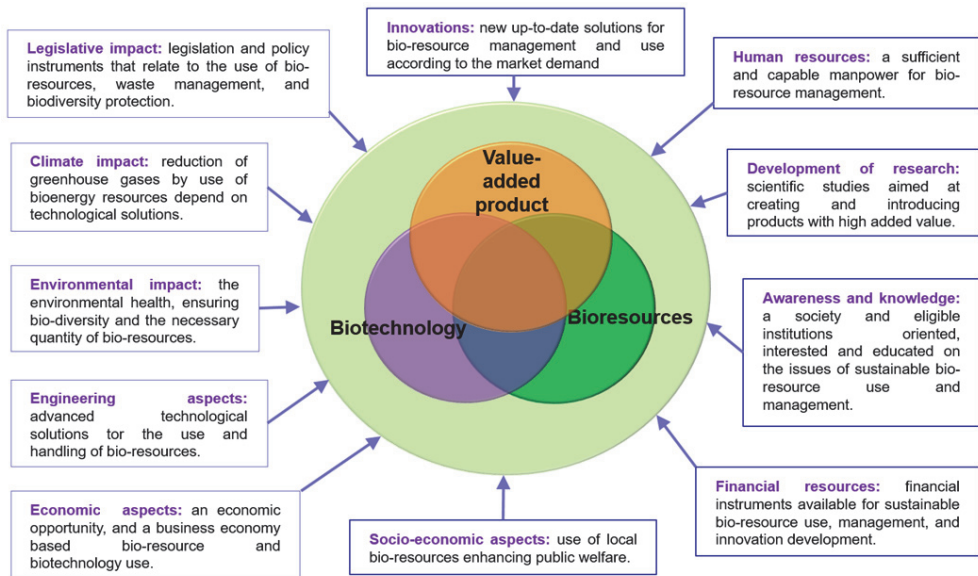 Innovations: new up-to-date solutions for
bio-resource management and use
according to the market demand
Legislative impact: legislation and policy
instruments that relate to the use of bio-
resources, waste management, and
biodiversity protection.
Human resources: a sufficient
and capable manpower for bio-
resource management.
Climate impact: reduction of
greenhouse gases by use of
bioenergy resources depend on
technological solutions.
Value-
added
product
Development of research:
scientific studies aimed at
creating and introducing
products with high added value.
Environmental impact: the
environmental health, ensuring
bio-diversity and the necessary
quantity of bio-resources.
Biotechnology
Bioresources
Awareness and knowledge:
a society and eligible
institutions oriented,
interested and educated on
the issues of sustainable bio-
resource use and
management.
Engineering aspects:
advanced technological
solutions tor the use and
handling of bio-resources.
Financial resources: financial
instruments available for sustainable
bio-resource use, management, and
innovation development.
Economic aspects: an economic
opportunity, and a business economy
based bio-resource and
biotechnology use.
Socio-economic aspects: use of local
bio-resources enhancing public welfare.